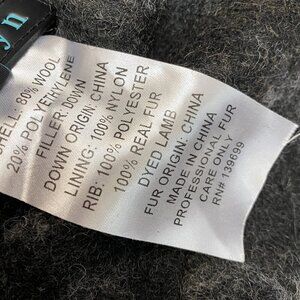 yn
SHELL: 80% WOOL
20% POLYETHYLENE
FILLER: DOWN
DOWN ORIGIN: CHINA
LINING: 100% NYLON
RIB: 100% POLYESTER
100% REAL FUR
DYED LAMB
FUR ORIGIN: CHINA
MADE IN CHINA
PROFESSIONAL FUR
CARE ONLY
RN# 139699